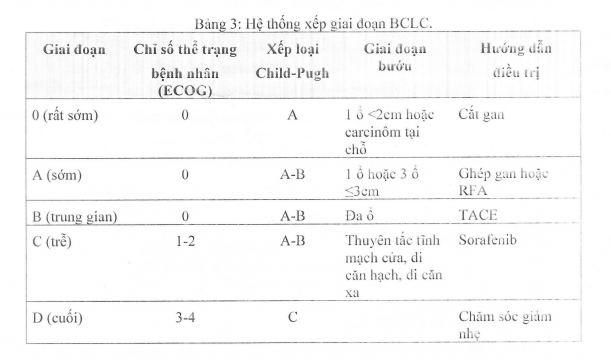 Bảng 3: Hệ thống xếp giai đoạn BCLC.
Giai đoạn Chỉ số thể trạng Xếp loại Giai đoạn Hướng dẫn
bệnh nhân Child-Pugh bướu điều trị
(ECOG)
0 (rất sớm) 0 A 1 ổ <2cm hoặc Cắt gan
carcinôm tại
chỗ
A (sớm) 0 A-B 1 ổ hoặc 3 ổ Ghép gan hoặc
≤3cm RFA
B (trung gian) 0 A-B Đa ổ TACE
C (trễ) 1-2 A-B Thuyên tắc tĩnh Sorafenib
mạch cửa, di
căn hạch, di căn
xa
D (cuối) 3-4 C Chăm sóc giảm
nhẹ